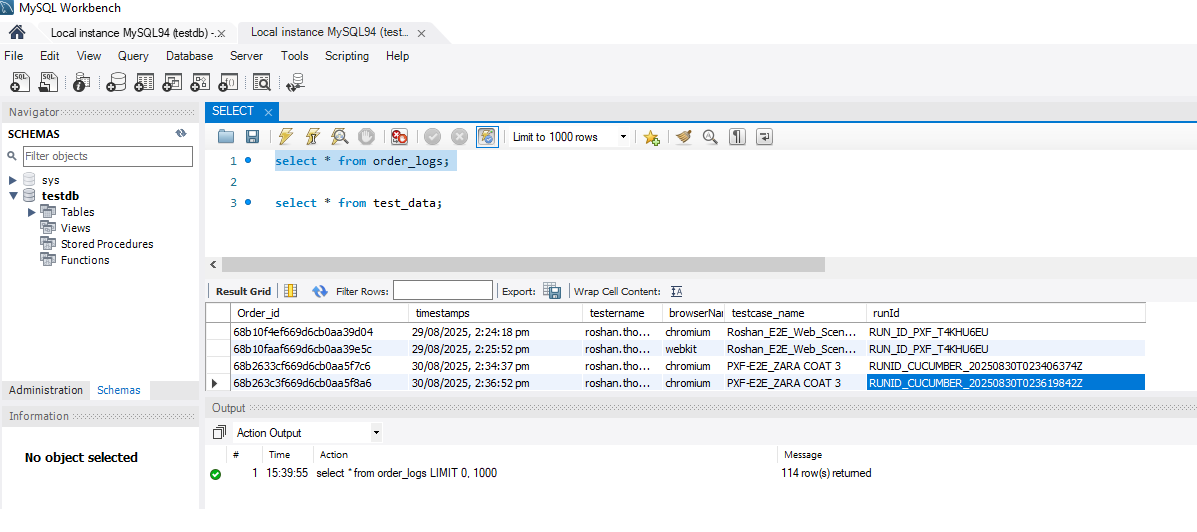 MySQL Workbench
Local instance MySQL94 (testdb) -... × Local instance MySQL94 (test... ×
File Edit View Query Database Server Tools Scripting Help
Navigator
SCHEMAS
Filter objects
sys
testdb
Tables
Views
Stored Procedures
Functions
Administration Schemas
Information
No object selected
SELECT ×
Limit to 1000 rows
1 select * from order_logs;
2
3 select * from test_data;
Result Grid Filter Rows: Export: Wrap Cell Content:
Order_id timestamps testername browserNar testcase_name runId
68b10f4ef669d6cb0aa39d04 29/08/2025, 2:24:18 pm roshan.tho... chromium Roshan_E2E_Web_Scen... RUN_ID_PXF_T4KHU6EU
68b10faaf669d6cb0aa39e5c 29/08/2025, 2:25:52 pm roshan.tho... webkit Roshan_E2E_Web_Scen... RUN_ID_PXF_T4KHU6EU
68b2633cf669d6cb0aa5f7c6 30/08/2025, 2:34:37 pm roshan.tho... chromium PXF-E2E_ZARA COAT 3 RUNID_CUCUMBER_20250830T023406374Z
68b263c3f669d6cb0aa5f8a6 30/08/2025, 2:36:52 pm roshan.tho... chromium PXF-E2E_ZARA COAT 3 RUNID_CUCUMBER_20250830T023619842Z
Output
Action Output
# Time Action Message
1 15:39:55 select * from order_logs LIMIT 0, 1000 114 row(s) returned